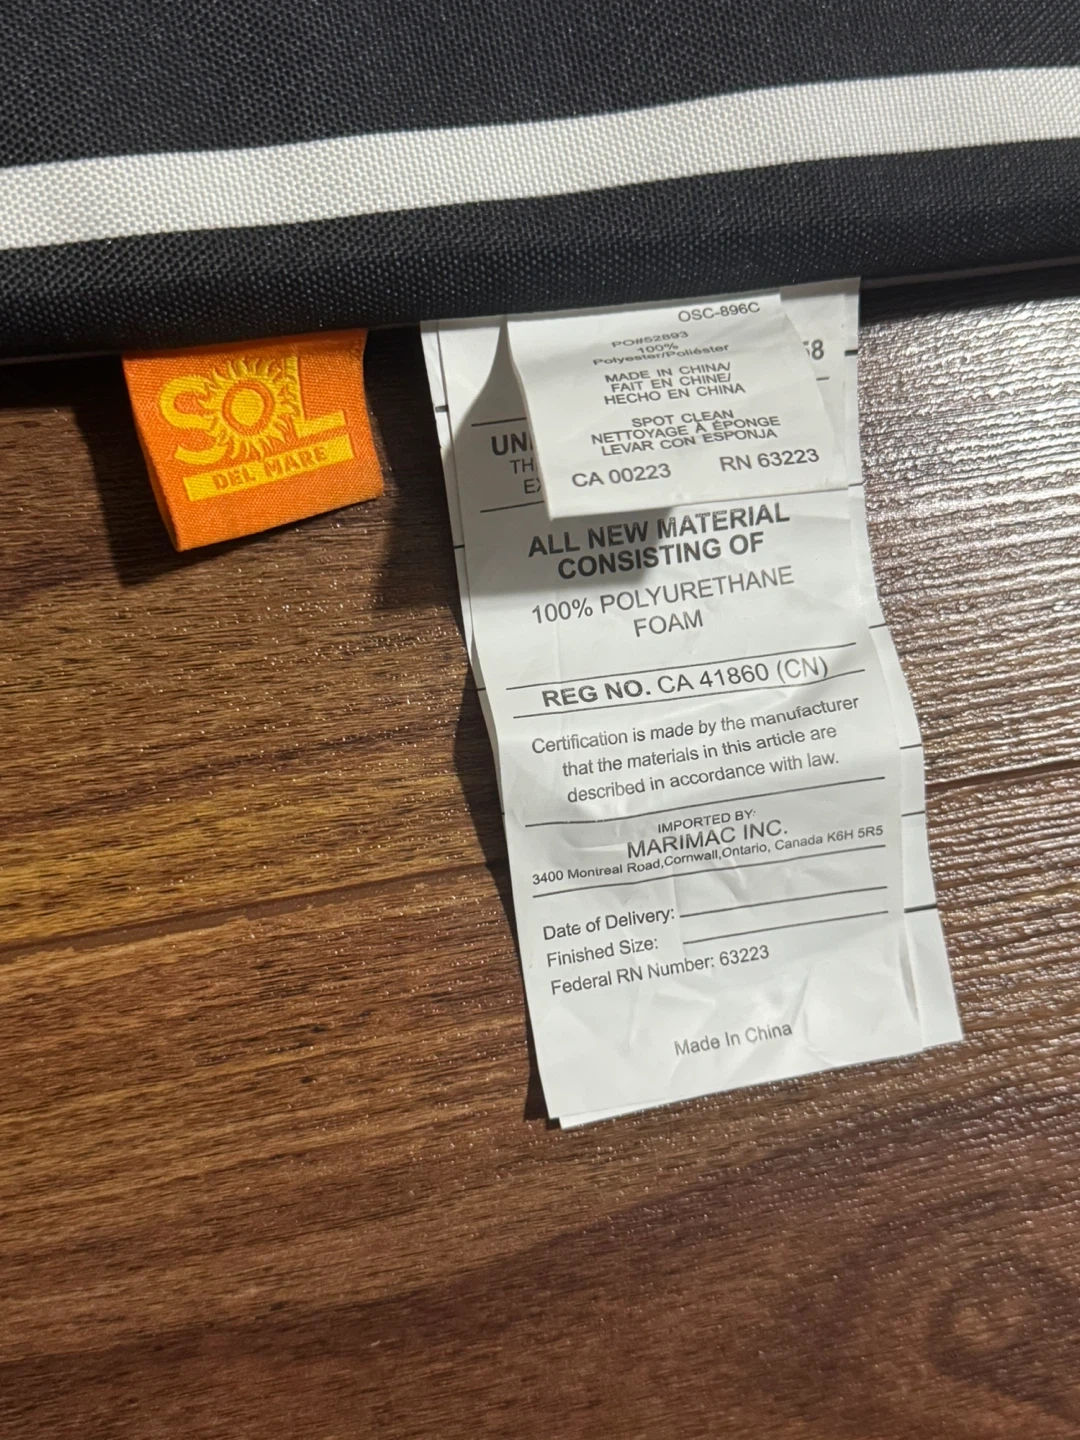 SOL
DEL MARE
OSC-896C
PO#52893
100%
Polyester/Poliéster
MADE IN CHINA/
FAIT EN CHINE/
HECHO EN CHINA
SPOT CLEAN
NETTOYAGE À ÉPONGE
LEVAR CON ESPONJA
CA 00223 RN 63223
58
UN
TH
EX
ALL NEW MATERIAL
CONSISTING OF
100% POLYURETHANE
FOAM
REG NO. CA 41860 (CN)
Certification is made by the manufacturer
that the materials in this article are
described in accordance with law.
IMPORTED BY:
MARIMAC INC.
3400 Montreal Road,Cornwall,Ontario, Canada K6H 5R5
Date of Delivery:
Finished Size:
Federal RN Number: 63223
Made In China